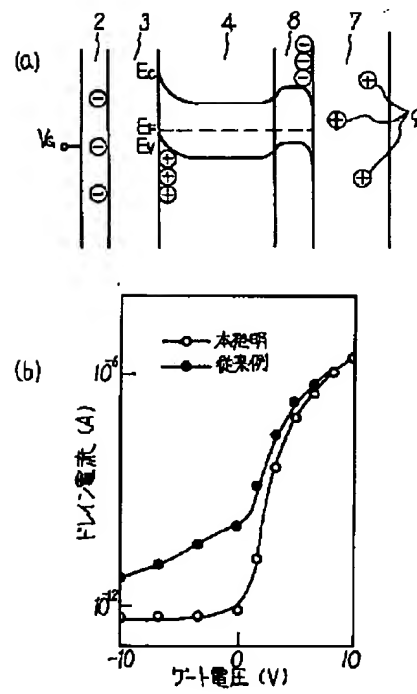 2 3 4 8 7
(a)
Ec
EF
Ev
VG
⊖ ⊖ ⊖
⊕ ⊕ ⊕
⊖ ⊖ ⊖
⊕ ⊕ ⊕
9
(b)
本発明
従来例
10⁻⁶
10⁻¹²
ドレイン電流 (A)
-10 0 10
ゲート電圧 (V)